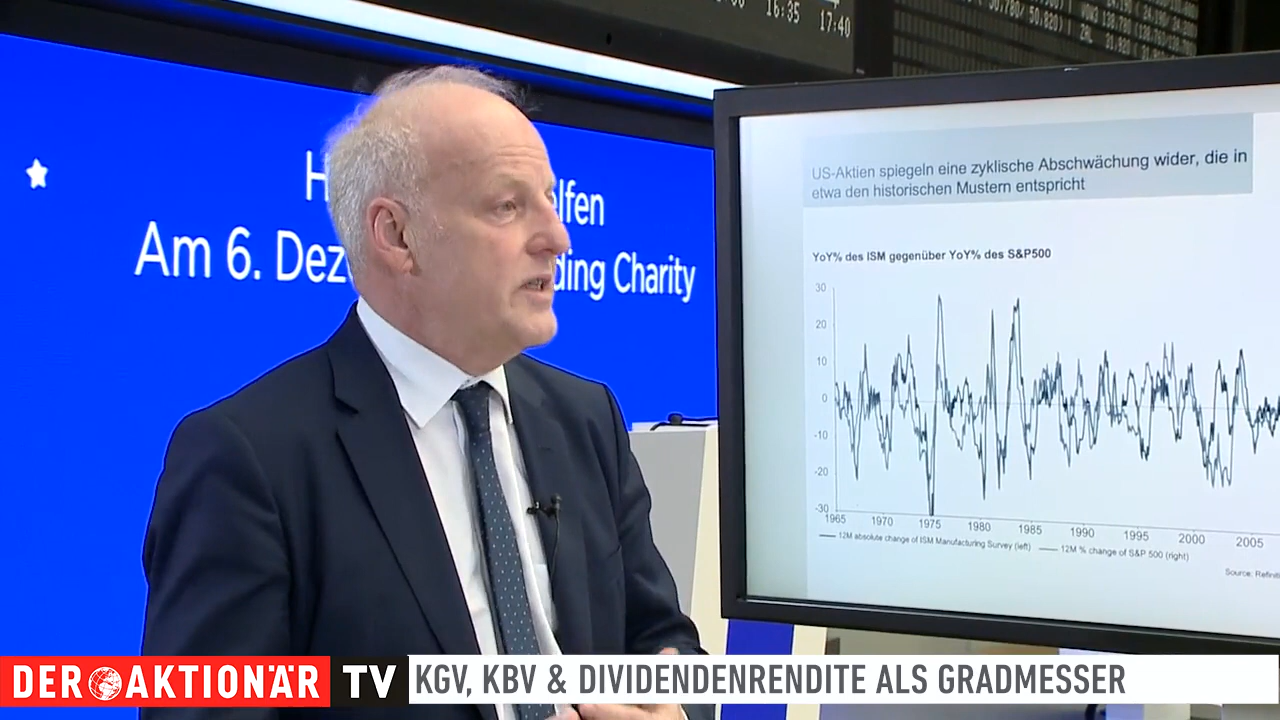 16:35 17:40
H lfen
Am 6. Dez ding Charity
US-Aktien spiegeln eine zyklische Abschwächung wider, die in
etwa den historischen Mustern entspricht
YoY% des ISM gegenüber YoY% des S&P500
30
20
10
0
-10
-20
-30
1965 1970 1975 1980 1985 1990 1995 2000 2005
12M absolute change of ISM Manufacturing Survey (left) 12M % change of S&P 500 (right)
Source: Refinit
DER AKTIONÄR TV
KGV, KBV & DIVIDENDENRENDITE ALS GRADMESSER